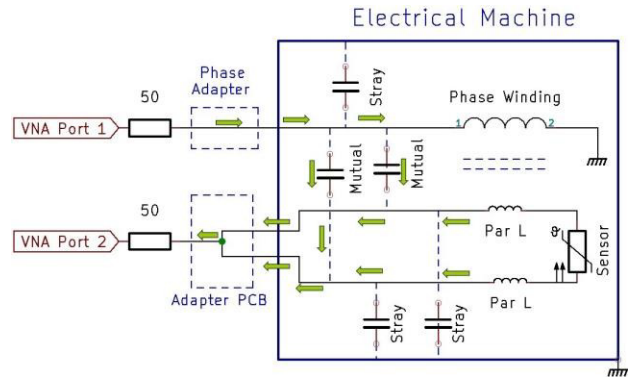 Electrical Machine
50
Phase
Adapter
Stray
Phase Winding
VNA Port 1
1
2
Mutual
Mutual
50
VNA Port 2
Adapter PCB
Par L
ϑ
Sensor
Par L
Stray
Stray